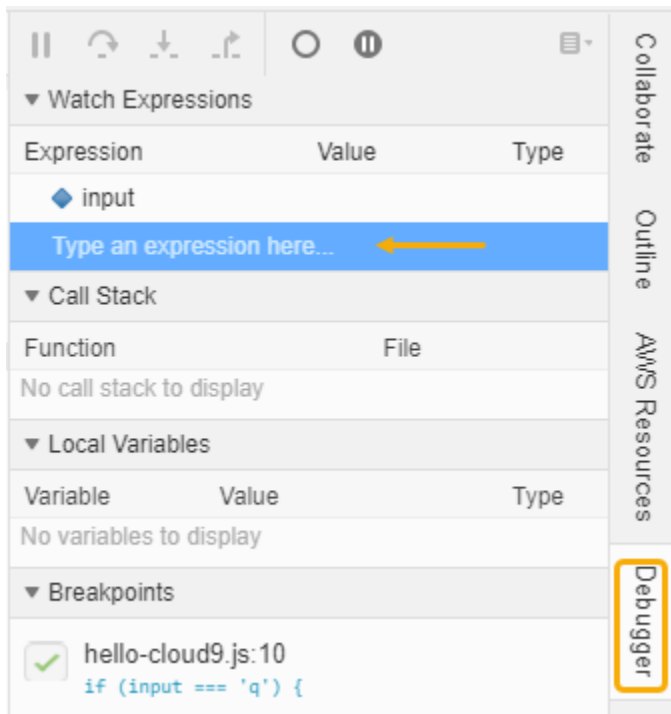 Watch Expressions
Expression Value Type
input
Type an expression here...
Call Stack
Function File
No call stack to display
Local Variables
Variable Value Type
No variables to display
Breakpoints
hello-cloud9.js:10
if (input === 'q') {
Collaborate
Outline
AWS Resources
Debugger